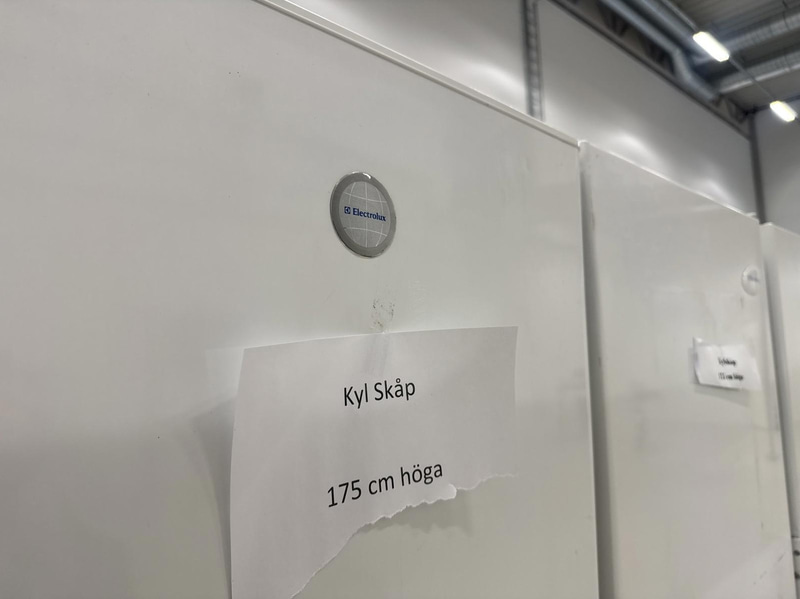 Electrolux
Kyl Skåp
175 cm höga